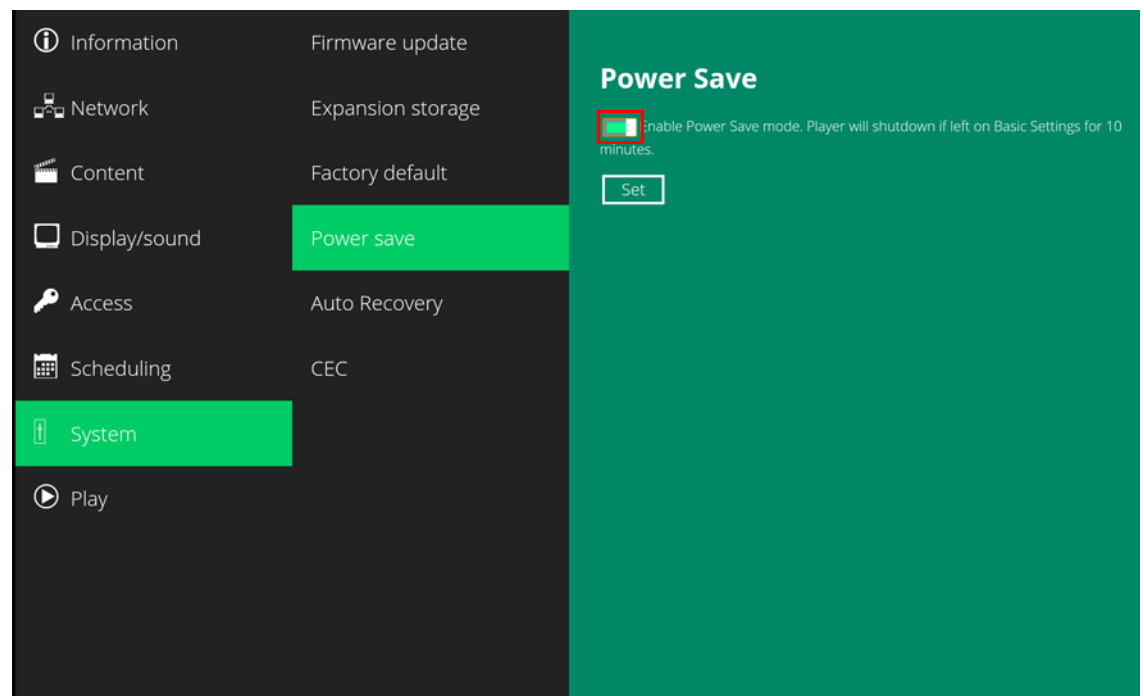 Information
Network
Content
Display/sound
Access
Scheduling
System
Play
Firmware update
Expansion storage
Factory default
Power save
Auto Recovery
CEC
Power Save
Enable Power Save mode. Player will shutdown if left on Basic Settings for 10
minutes.
Set